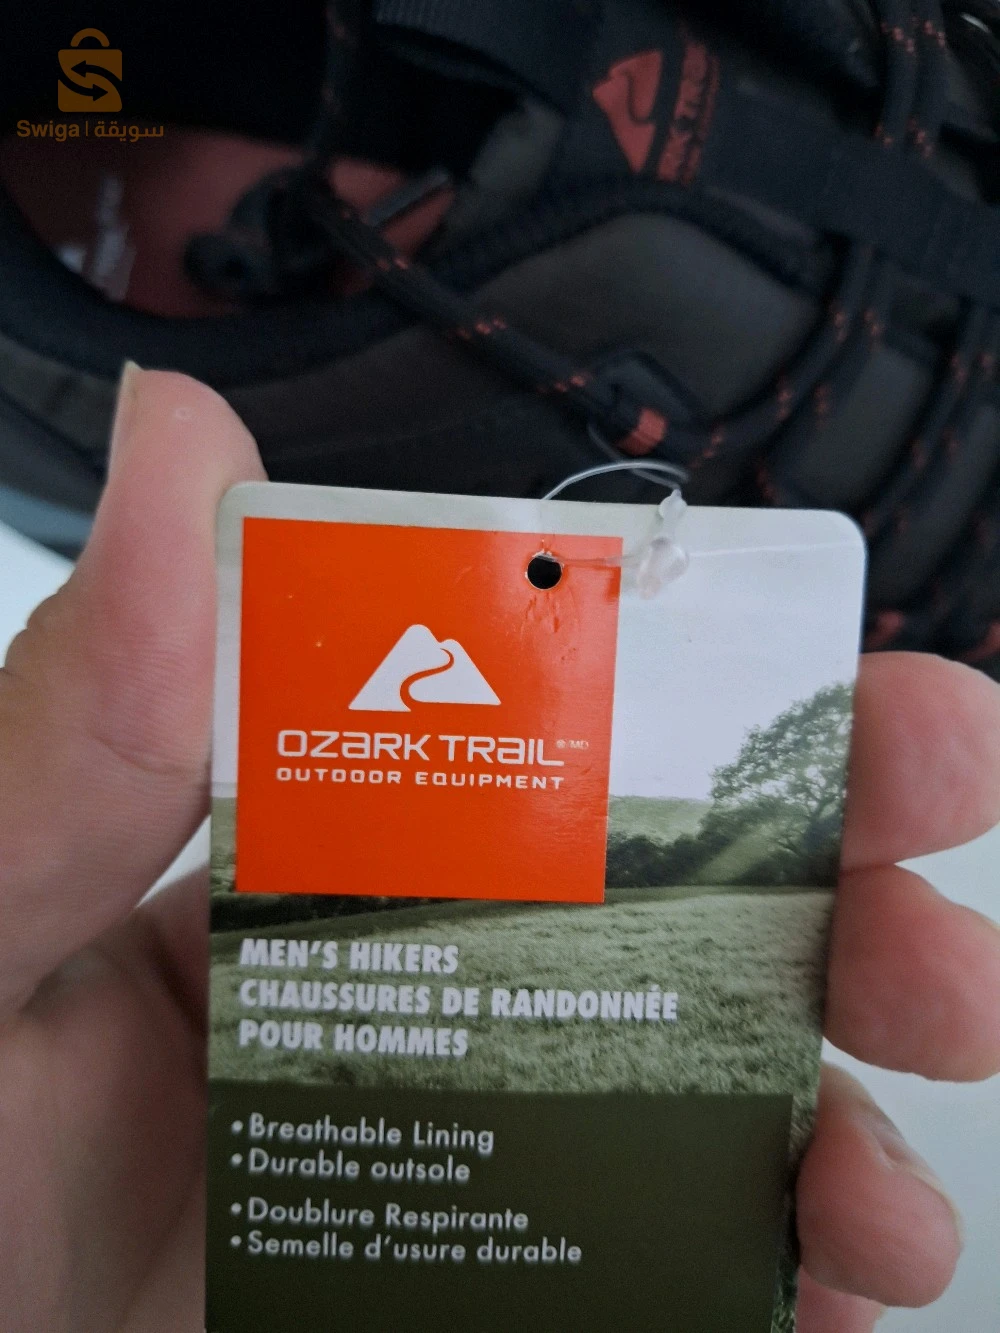 Swiga | سويقة
OZARK TRAIL® MD
OUTDOOR EQUIPMENT
MEN'S HIKERS
CHAUSSURES DE RANDONNÉE
POUR HOMMES
•Breathable Lining
•Durable outsole
•Doublure Respirante
•Semelle d'usure durable